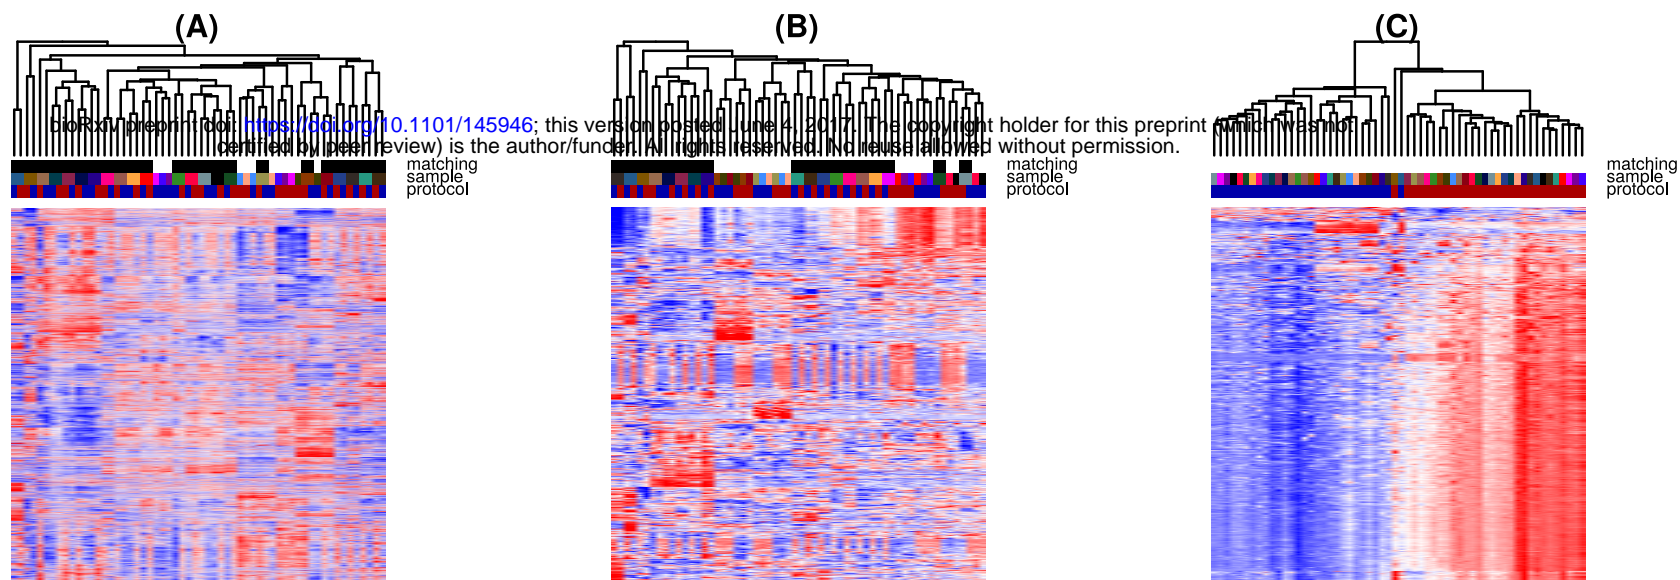 (A) (B) (C)
bioRxiv preprint doi: https://doi.org/10.1101/145946; this version posted June 4, 2017. The copyright holder for this preprint (which was not
certified by peer review) is the author/funder. All rights reserved. No reuse allowed without permission.
matching matching matching
sample sample sample
protocol protocol protocol